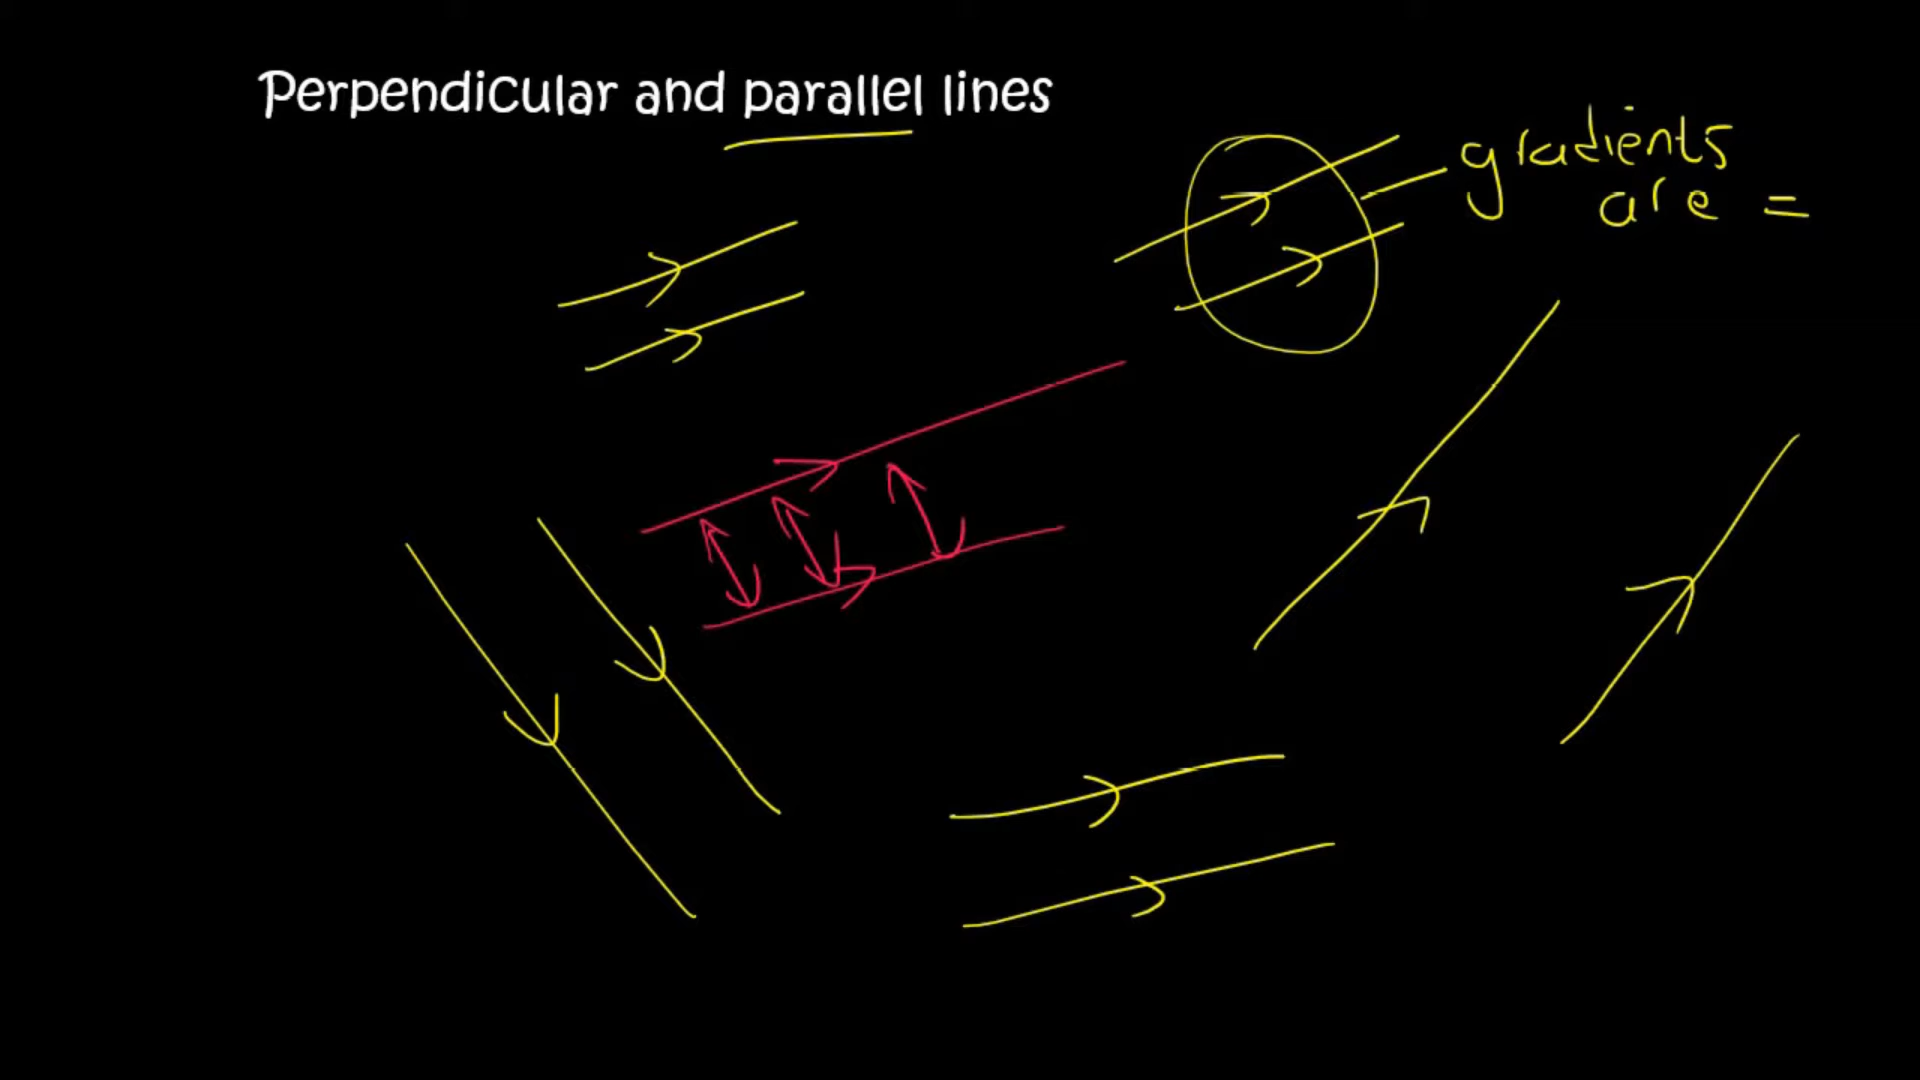 Perpendicular and parallel lines
gradients
are =